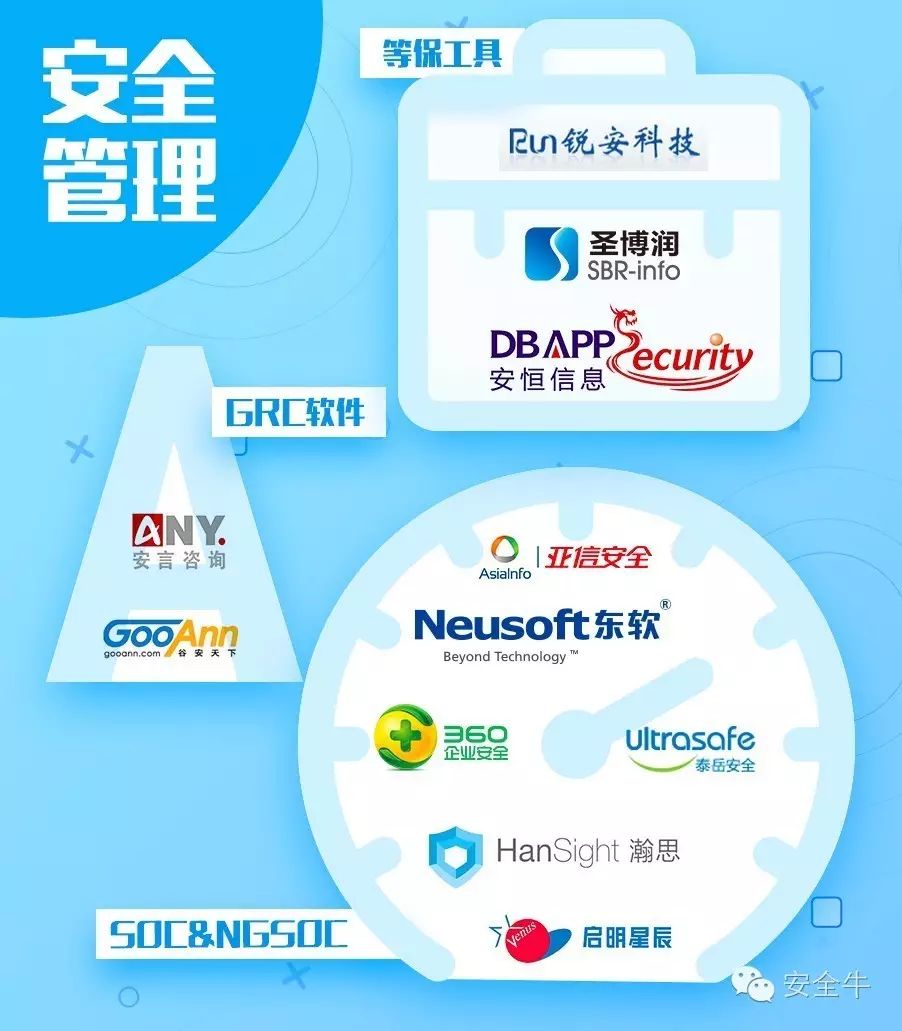 安全
管理
等保工具
Run锐安科技
圣博润
SBR-info
DBAPPSecurity
安恒信息
GRC软件
ANY.
安言咨询
GooAnn
gooann.com 谷安天下
AsiaInfo 亚信安全
Neusoft东软®
Beyond Technology™
360
企业安全
Ultrasafe
泰岳安全
HanSight 瀚思
Venus 启明星辰
SOC&NGSOC
安全牛